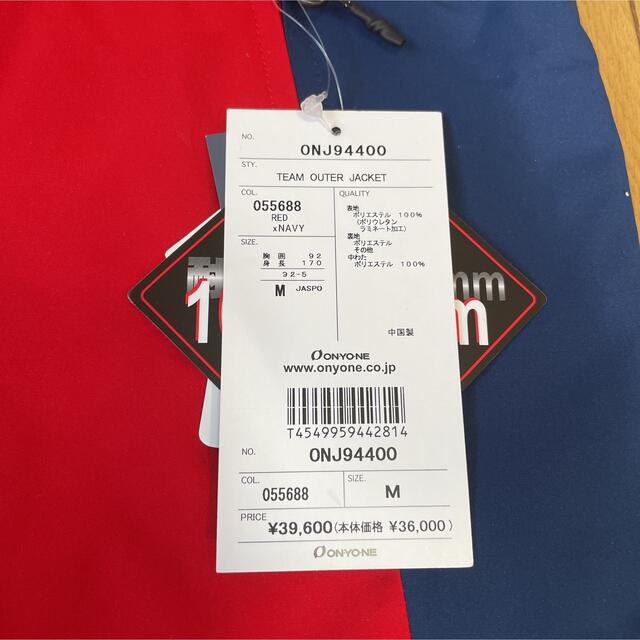 NO. ONJ94400
STY.
TEAM OUTER JACKET
COL.
055688
RED
xNAVY
SIZE.
胸 囲 92
身 長 170
92-5
M JASPO
QUALITY
表地
ポリエステル 100%
(ポリウレタン
ラミネート加工)
裏地
ポリエステル
その他
中わた
ポリエステル 100%
中国製
ONYONE
www.onyone.co.jp
T4549959442814
NO. ONJ94400
COL.
055688
SIZE.
M
PRICE
¥39,600(本体価格 ¥36,000)
ONYONE
耐
mm
1
m